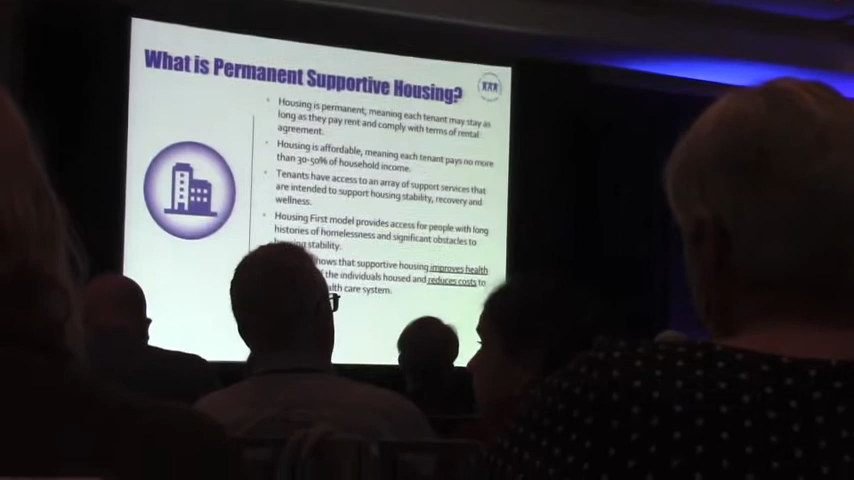 What is Permanent Supportive Housing?
• Housing is permanent, meaning each tenant may stay as
long as they pay rent and comply with terms of rental
agreement.
• Housing is affordable, meaning each tenant pays no more
than 30-50% of household income.
• Tenants have access to an array of support services that
are intended to support housing stability, recovery and
wellness.
• Housing First model provides access for people with long
histories of homelessness and significant obstacles to
housing stability.
shows that supportive housing improves health
of the individuals housed and reduces costs to
health care system.